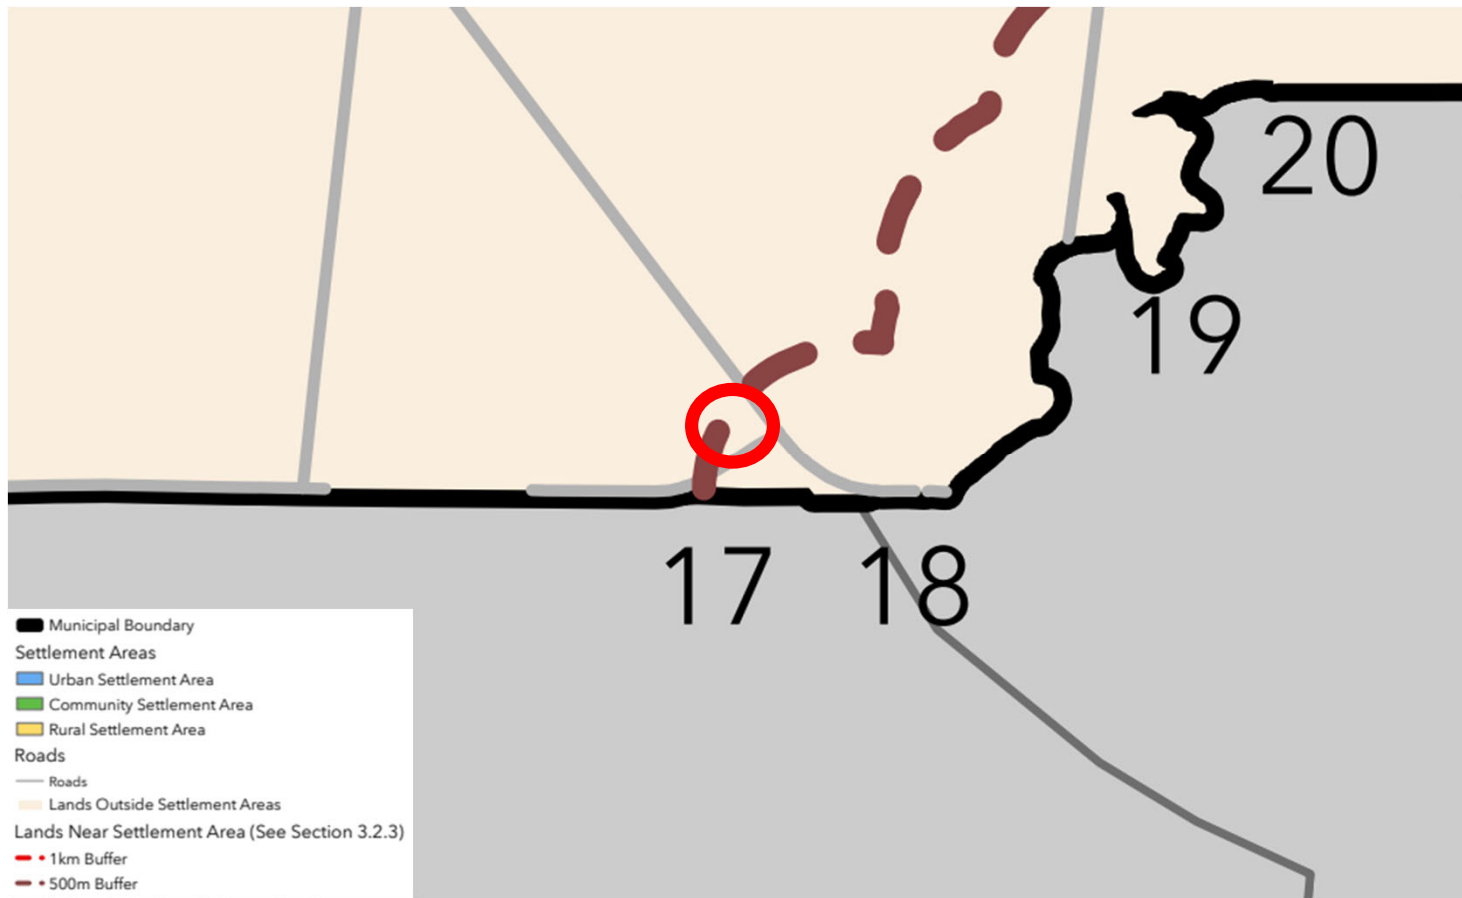 20
19
17
18
Municipal Boundary
Settlement Areas
Urban Settlement Area
Community Settlement Area
Rural Settlement Area
Roads
Roads
Lands Outside Settlement Areas
Lands Near Settlement Area (See Section 3.2.3)
1km Buffer
500m Buffer